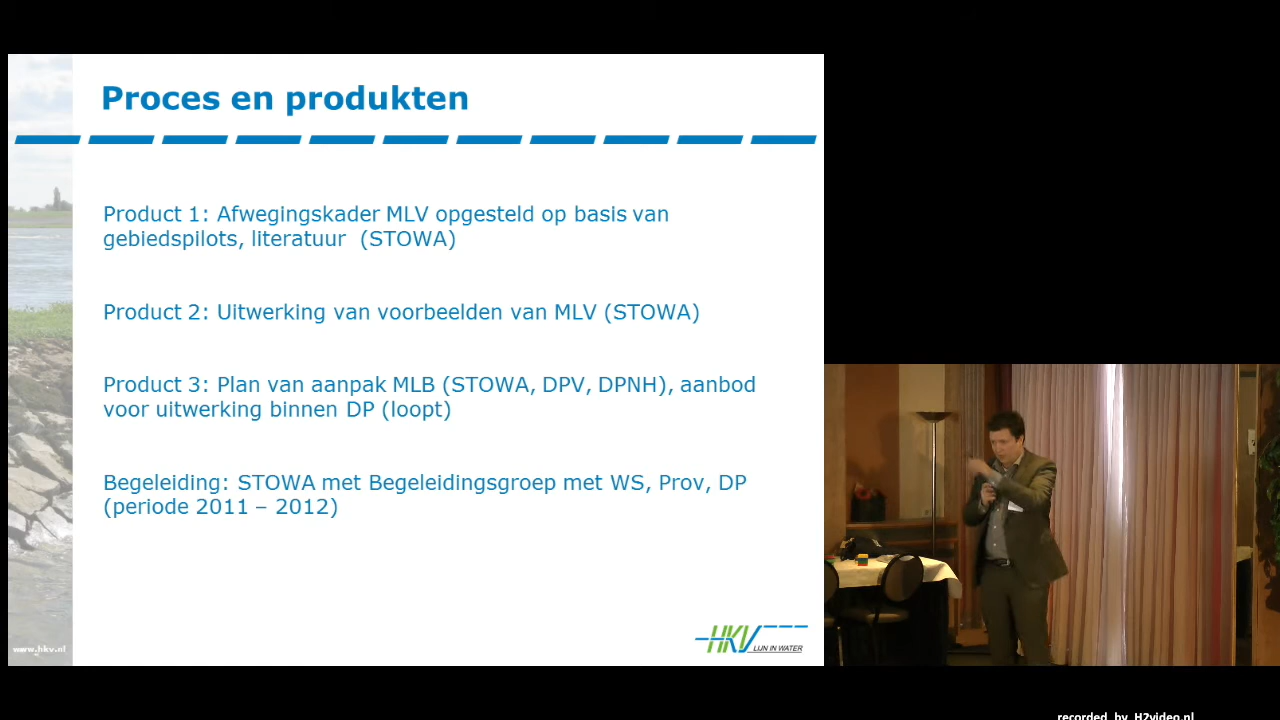 Proces en produkten
Product 1: Afwegingskader MLV opgesteld op basis van
gebiedspilots, literatuur (STOWA)
Product 2: Uitwerking van voorbeelden van MLV (STOWA)
Product 3: Plan van aanpak MLB (STOWA, DPV, DPNH), aanbod
voor uitwerking binnen DP (loopt)
Begeleiding: STOWA met Begeleidingsgroep met WS, Prov, DP
(periode 2011 – 2012)
www.hkv.nl
HKV
LIJN IN WATER
recorded by H2video.nl